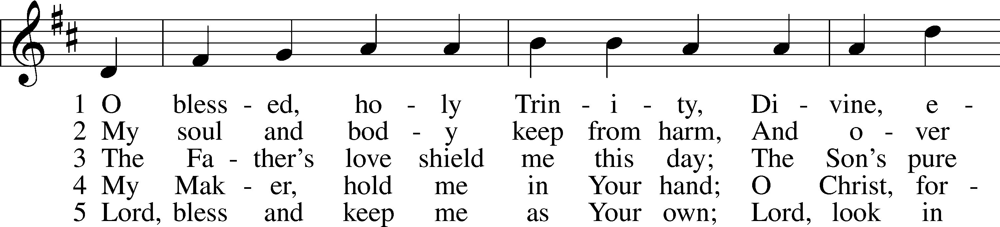 1 O bless - ed, ho - ly Trin - i - ty, Di - vine, e -
2 My soul and bod - y keep from harm, And o - ver
3 The Fa - ther's love shield me this day; The Son's pure
4 My Mak - er, hold me in Your hand; O Christ, for -
5 Lord, bless and keep me as Your own; Lord, look in